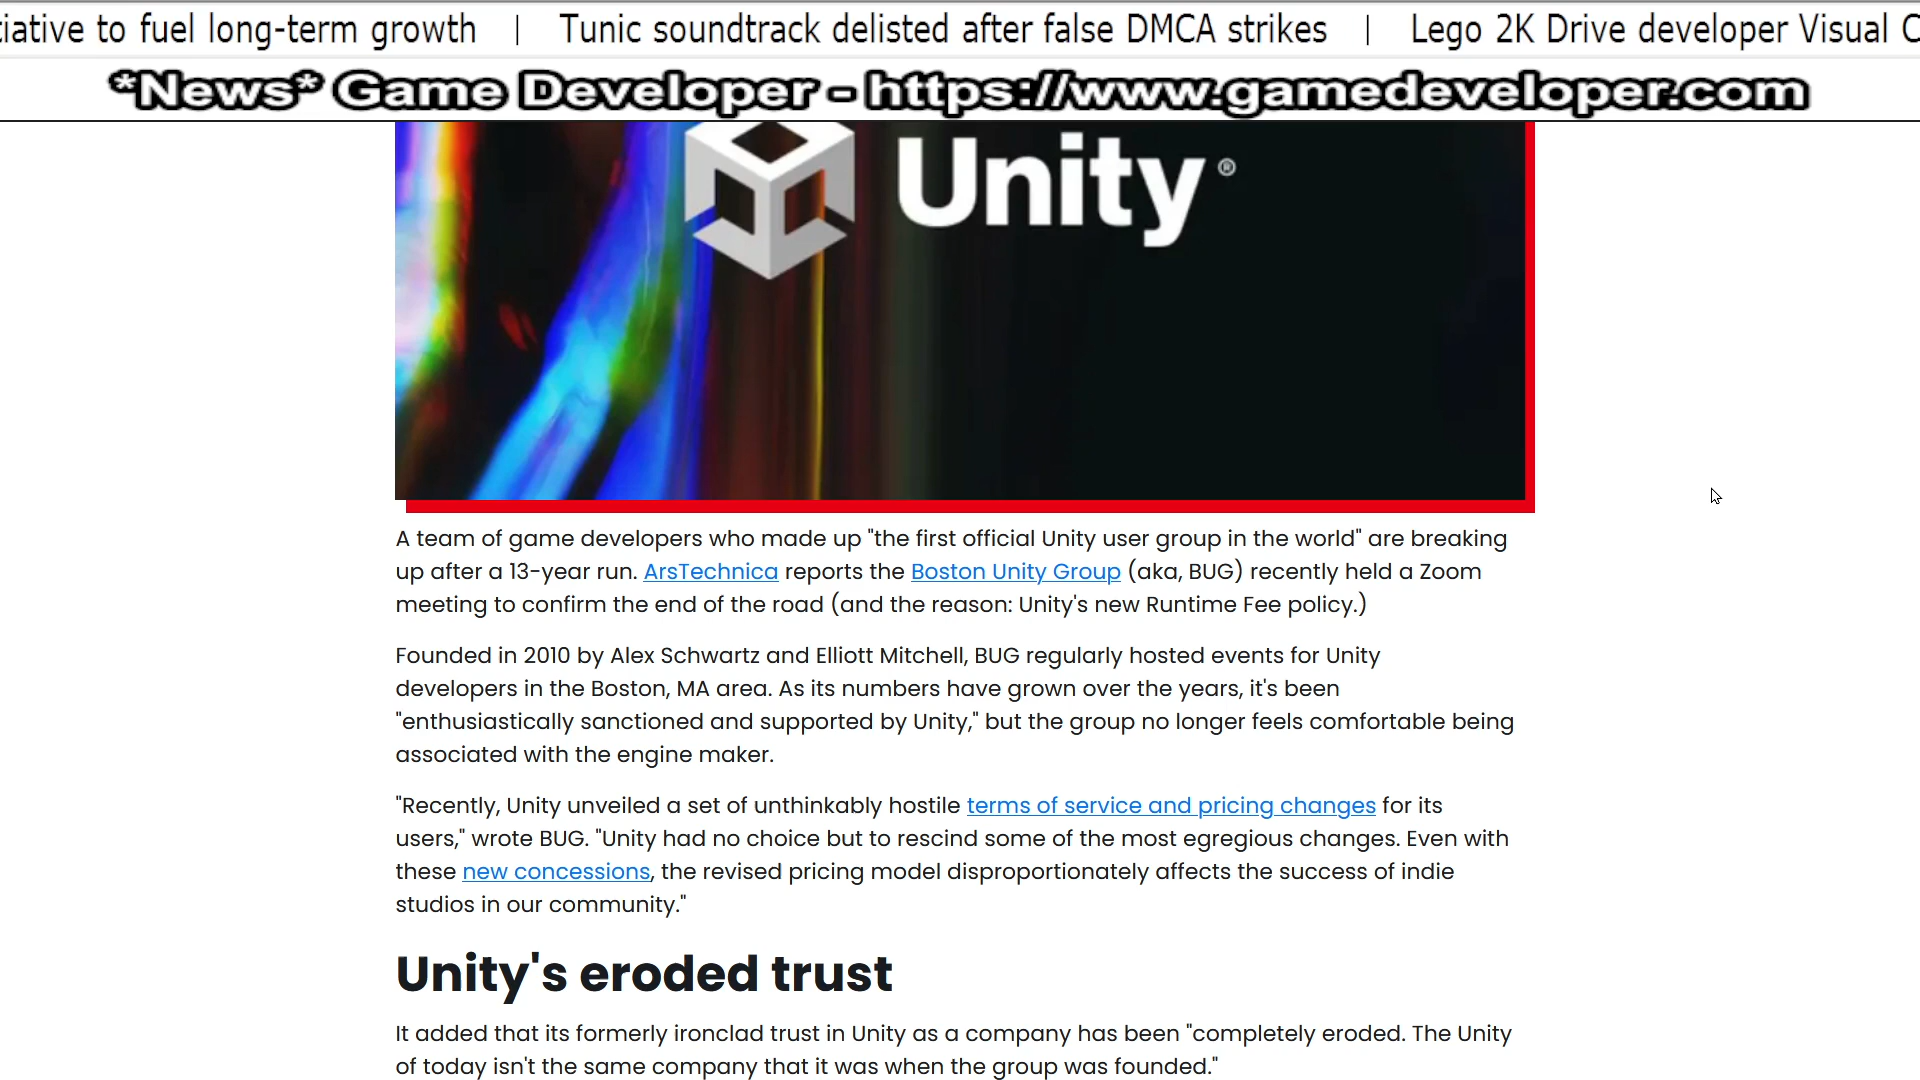 iative to fuel long-term growth | Tunic soundtrack delisted after false DMCA strikes | Lego 2K Drive developer Visual C
*News* Game Developer - https://www.gamedeveloper.com
Unity®
A team of game developers who made up "the first official Unity user group in the world" are breaking
up after a 13-year run. ArsTechnica reports the Boston Unity Group (aka, BUG) recently held a Zoom
meeting to confirm the end of the road (and the reason: Unity's new Runtime Fee policy.)
Founded in 2010 by Alex Schwartz and Elliott Mitchell, BUG regularly hosted events for Unity
developers in the Boston, MA area. As its numbers have grown over the years, it's been
"enthusiastically sanctioned and supported by Unity," but the group no longer feels comfortable being
associated with the engine maker.
"Recently, Unity unveiled a set of unthinkably hostile terms of service and pricing changes for its
users," wrote BUG. "Unity had no choice but to rescind some of the most egregious changes. Even with
these new concessions, the revised pricing model disproportionately affects the success of indie
studios in our community."
Unity's eroded trust
It added that its formerly ironclad trust in Unity as a company has been "completely eroded. The Unity
of today isn't the same company that it was when the group was founded."